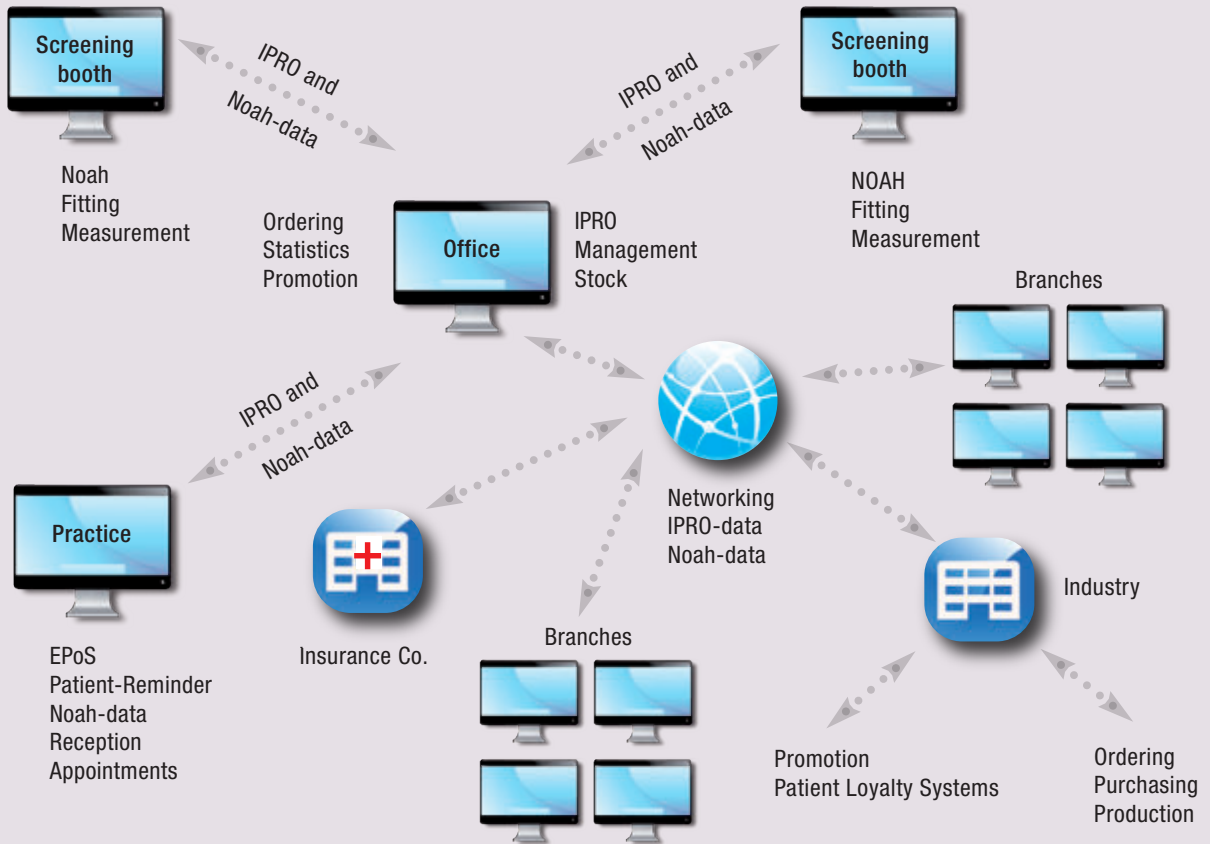 Screening
booth
IPRO and
Noah-data
Noah
Fitting
Measurement
Screening
booth
IPRO and
Noah-data
NOAH
Fitting
Measurement
Ordering
Statistics
Promotion
Office
IPRO
Management
Stock
Branches
IPRO and
Noah-data
Networking
IPRO-data
Noah-data
Practice
EPoS
Patient-Reminder
Noah-data
Reception
Appointments
Insurance Co.
Branches
Industry
Promotion
Patient Loyalty Systems
Ordering
Purchasing
Production